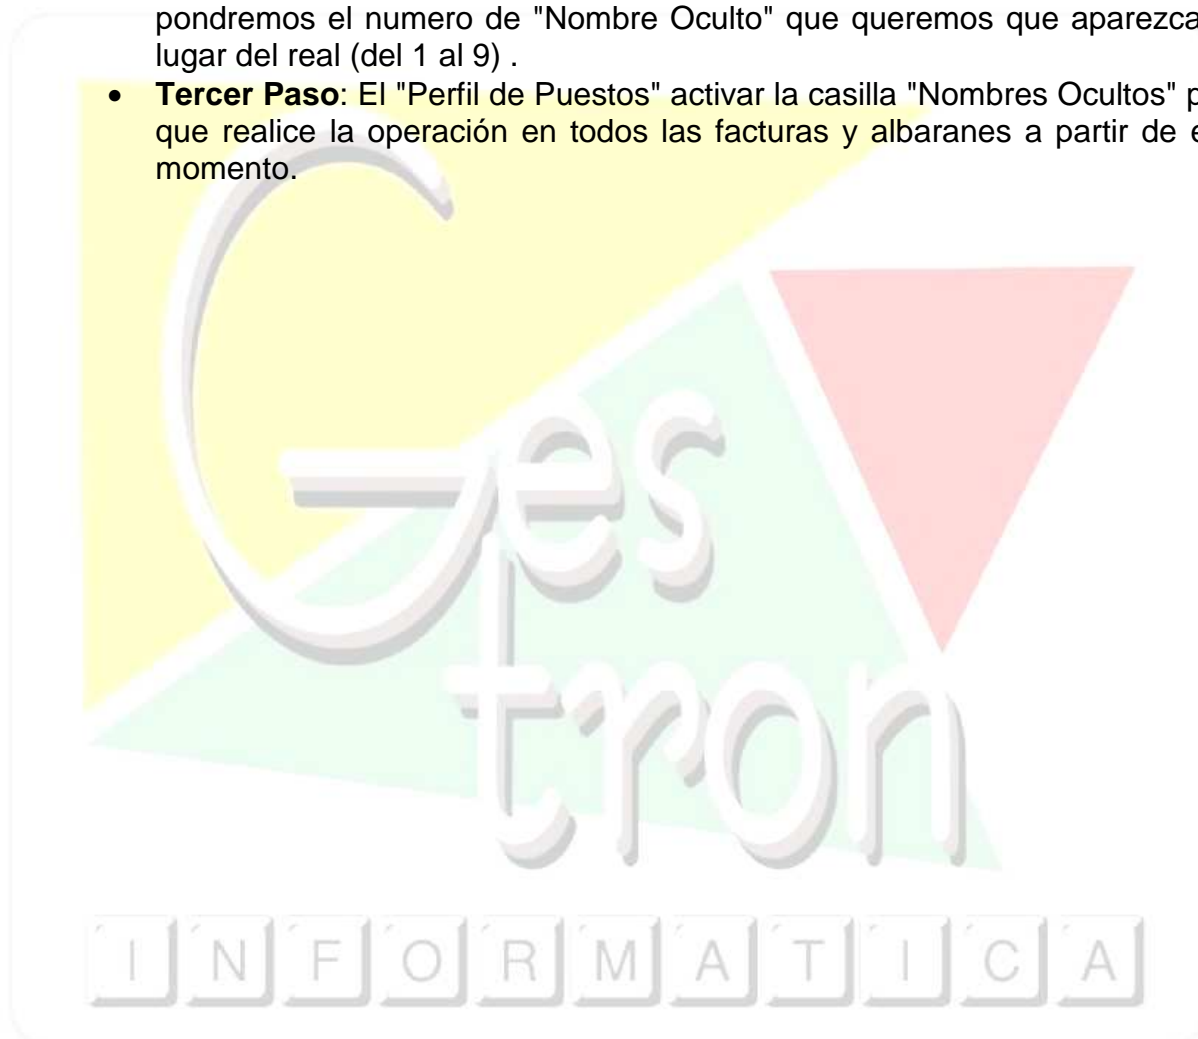 pondremos el numero de "Nombre Oculto" que queremos que aparezca
lugar del real (del 1 al 9) .
• Tercer Paso: El "Perfil de Puestos" activar la casilla "Nombres Ocultos"
que realice la operación en todos las facturas y albaranes a partir de
momento.
Ges
tron
INFORMATICA